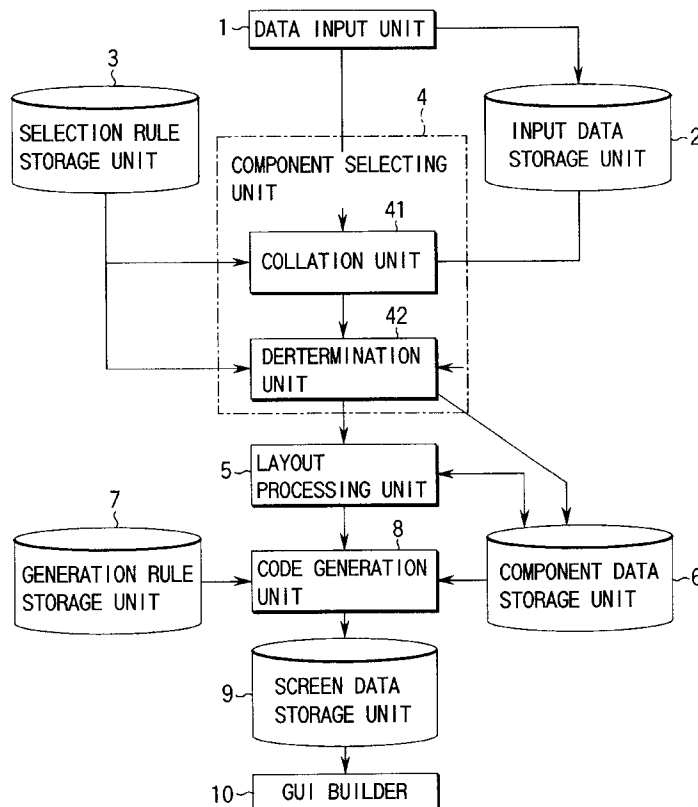 1
DATA INPUT UNIT
3
SELECTION RULE
STORAGE UNIT
4
INPUT DATA
STORAGE UNIT
2
COMPONENT SELECTING
UNIT
41
COLLATION UNIT
42
DERTERMINATION
UNIT
5
LAYOUT
PROCESSING UNIT
7
GENERATION RULE
STORAGE UNIT
8
CODE GENERATION
UNIT
COMPONENT DATA
STORAGE UNIT
6
9
SCREEN DATA
STORAGE UNIT
10
GUI BUILDER